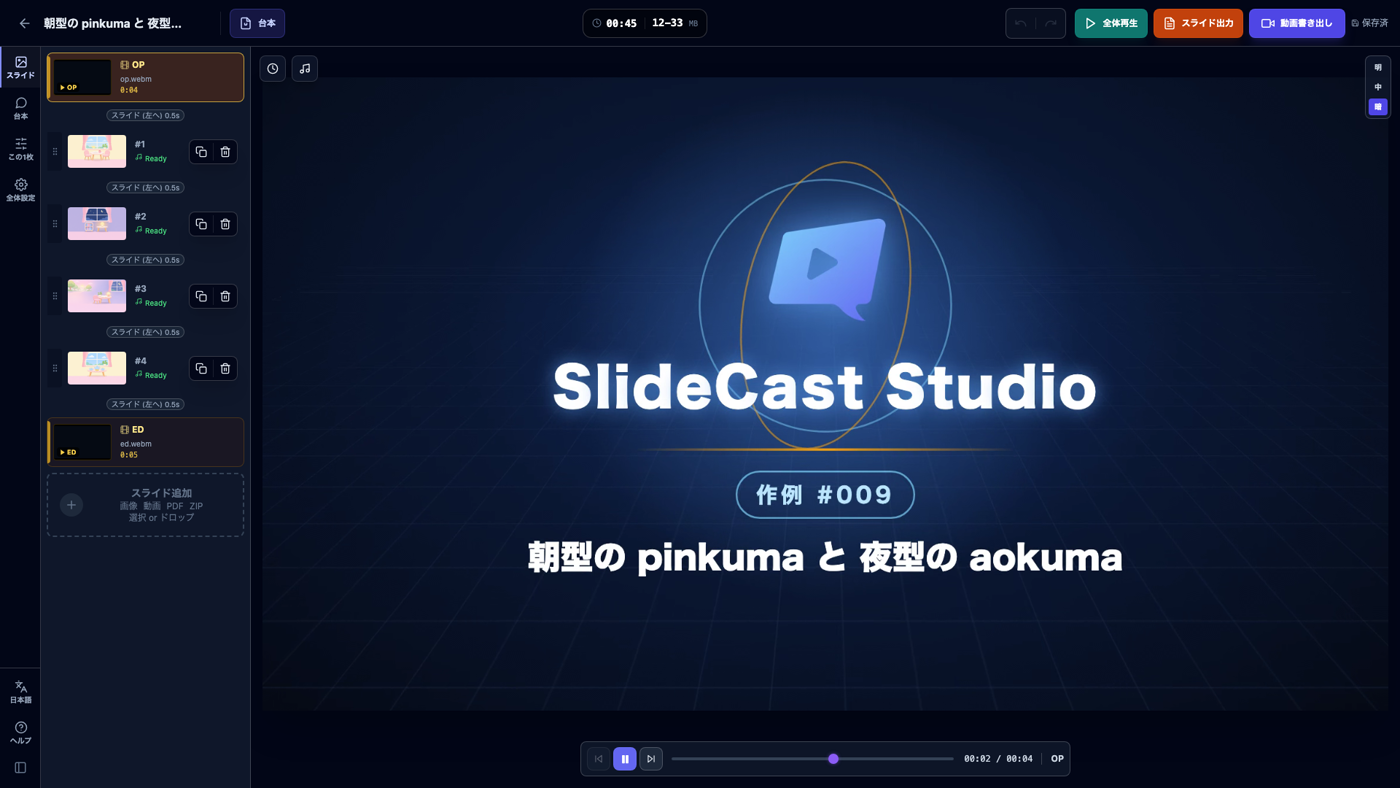 朝型の pinkuma と 夜型...
台本
00:45 12–33 MB
全体再生
スライド出力
動画書き出し
保存済
スライド
台本
この1枚
全体設定
日本語
ヘルプ
OP
op.webm
0:04
OP
スライド (左へ) 0.5s
#1
Ready
スライド (左へ) 0.5s
#2
Ready
スライド (左へ) 0.5s
#3
Ready
スライド (左へ) 0.5s
#4
Ready
スライド (左へ) 0.5s
ED
ed.webm
0:05
ED
スライド追加
画像 動画 PDF ZIP
選択 or ドロップ
明
中
暗
SlideCast Studio
作例 #009
朝型の pinkuma と 夜型の aokuma
00:02 / 00:04 OP